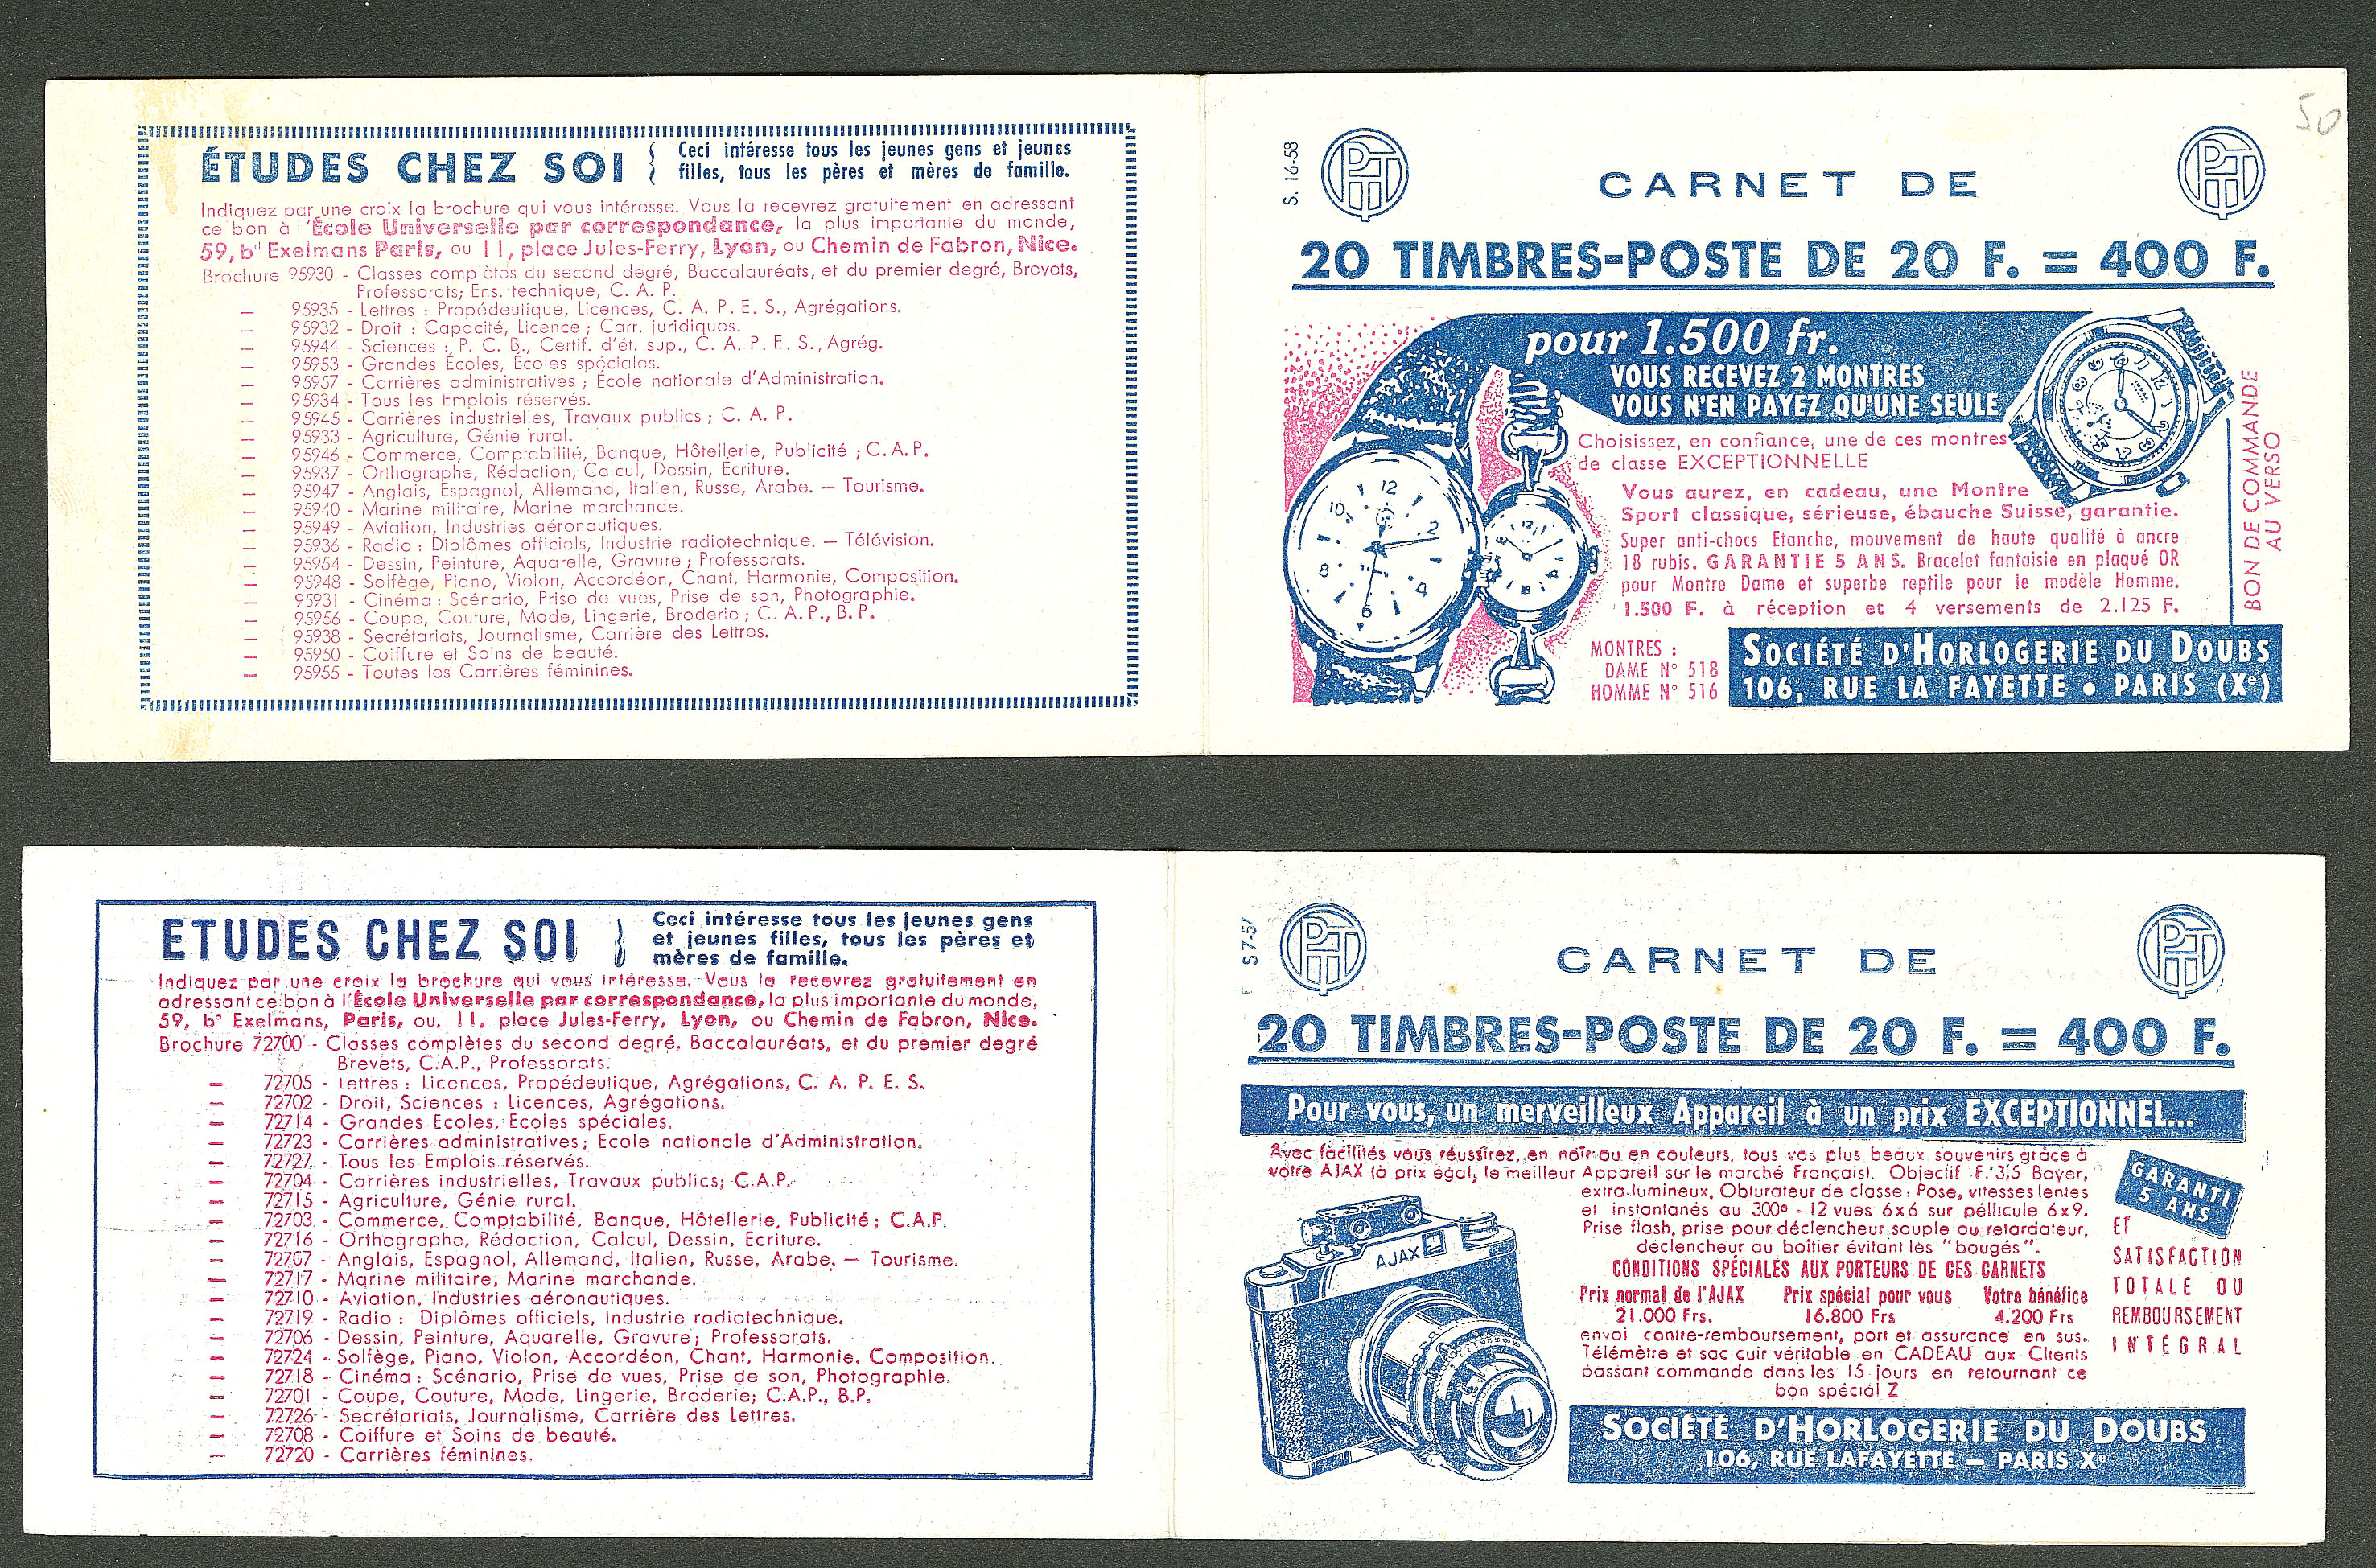 ÉTUDES CHEZ SOI
Ceci intéresse tous les jeunes gens et jeunes
filles, tous les pères et mères de famille.
Indiquez par une croix la brochure qui vous intéresse. Vous la recevrez gratuitement en adressant
ce bon à l'École Universelle par correspondance, la plus importante du monde,
59, bd Exelmans Paris, ou 11, place Jules-Ferry, Lyon, ou Chemin de Fabron, Nice.
Brochure 95930 - Classes complètes du second degré, Baccalauréats, et du premier degré, Brevets,
Professorats; Ens. technique, C. A. P.
— 95935 - Lettres : Propédeutique, Licences, C. A. P. E. S., Agrégations.
— 95932 - Droit : Capacité, Licence ; Carr. juridiques.
— 95944 - Sciences : P. C. B., Certif. d'ét. sup., C. A. P. E. S., Agrég.
— 95953 - Grandes Écoles, Écoles spéciales.
— 95957 - Carrières administratives ; École nationale d'Administration.
— 95934 - Tous les Emplois réservés.
— 95945 - Carrières industrielles, Travaux publics ; C. A. P.
— 95933 - Agriculture, Génie rural.
— 95946 - Commerce, Comptabilité, Banque, Hôtellerie, Publicité ; C. A. P.
— 95937 - Orthographe, Rédaction, Calcul, Dessin, Écriture.
— 95947 - Anglais, Espagnol, Allemand, Italien, Russe, Arabe. — Tourisme.
— 95940 - Marine militaire, Marine marchande.
— 95949 - Aviation, Industries aéronautiques.
— 95936 - Radio : Diplômes officiels, Industrie radiotechnique. — Télévision.
— 95954 - Dessin, Peinture, Aquarelle, Gravure ; Professorats.
— 95948 - Solfège, Piano, Violon, Accordéon, Chant, Harmonie, Composition.
— 95931 - Cinéma : Scénario, Prise de vues, Prise de son, Photographie.
— 95956 - Coupe, Couture, Mode, Lingerie, Broderie ; C. A. P., B. P.
— 95938 - Secrétariats, Journalisme, Carrière des Lettres.
— 95950 - Coiffure et Soins de beauté.
— 95955 - Toutes les Carrières féminines.
S. 16-58
PTT
PTT
50
CARNET DE
20 TIMBRES-POSTE DE 20 F. = 400 F.
pour 1.500 fr.
VOUS RECEVEZ 2 MONTRES
VOUS N'EN PAYEZ QU'UNE SEULE
Choisissez, en confiance, une de ces montres
de classe EXCEPTIONNELLE
Vous aurez, en cadeau, une Montre
Sport classique, sérieuse, ébauche Suisse, garantie.
Super anti-chocs Etanche, mouvement de haute qualité à ancre
18 rubis. GARANTIE 5 ANS. Bracelet fantaisie en plaqué OR
pour Montre Dame et superbe reptile pour le modèle Homme.
1.500 F. à réception et 4 versements de 2.125 F.
MONTRES :
DAME N° 518
HOMME N° 516
SOCIÉTÉ D'HORLOGERIE DU DOUBS
106, RUE LA FAYETTE • PARIS (Xe)
BON DE COMMANDE
AU VERSO
ETUDES CHEZ SOI
Ceci intéresse tous les jeunes gens
et jeunes filles, tous les pères et
mères de famille.
Indiquez par une croix la brochure qui vous intéresse. Vous la recevrez gratuitement en
adressant ce bon à l'École Universelle par correspondance, la plus importante du monde,
59, bd Exelmans, Paris, ou, 11, place Jules-Ferry, Lyon, ou Chemin de Fabron, Nice.
Brochure 72700 - Classes complètes du second degré, Baccalauréats, et du premier degré
Brevets, C.A.P., Professorats.
— 72705 - Lettres : Licences, Propédeutique, Agrégations, C. A. P. E. S.
— 72702 - Droit, Sciences : Licences, Agrégations.
— 72714 - Grandes Ecoles, Ecoles spéciales.
— 72723 - Carrières administratives; Ecole nationale d'Administration.
— 72727 - Tous les Emplois réservés.
— 72704 - Carrières industrielles, Travaux publics; C.A.P.
— 72715 - Agriculture, Génie rural.
— 72703 - Commerce, Comptabilité, Banque, Hôtellerie, Publicité; C.A.P.
— 72716 - Orthographe, Rédaction, Calcul, Dessin, Ecriture.
— 72707 - Anglais, Espagnol, Allemand, Italien, Russe, Arabe. — Tourisme.
— 72717 - Marine militaire, Marine marchande.
— 72710 - Aviation, Industries aéronautiques.
— 72719 - Radio : Diplômes officiels, Industrie radiotechnique.
— 72706 - Dessin, Peinture, Aquarelle, Gravure; Professorats.
— 72724 - Solfège, Piano, Violon, Accordéon, Chant, Harmonie, Composition.
— 72718 - Cinéma : Scénario, Prise de vues, Prise de son, Photographie.
— 72701 - Coupe, Couture, Mode, Lingerie, Broderie; C.A.P., B.P.
— 72726 - Secrétariats, Journalisme, Carrière des Lettres.
— 72708 - Coiffure et Soins de beauté.
— 72720 - Carrières féminines.
F S 7-57
PTT
PTT
CARNET DE
20 TIMBRES-POSTE DE 20 F. = 400 F.
Pour vous, un merveilleux Appareil à un prix EXCEPTIONNEL...
Avec facilités vous réussirez, en noir ou en couleurs, tous vos plus beaux souvenirs grâce à
votre AJAX (à prix égal, le meilleur Appareil sur le marché Français). Objectif F. 3,5 Boyer,
extra-lumineux, Obturateur de classe : Pose, vitesses lentes
et instantanés au 300e - 12 vues 6x6 sur péllicule 6x9.
Prise flash, prise pour déclencheur souple ou retardateur,
déclencheur au boîtier évitant les "bougés".
CONDITIONS SPÉCIALES AUX PORTEURS DE CES CARNETS
Prix normal de l'AJAX Prix spécial pour vous Votre bénéfice
21.000 Frs. 16.800 Frs 4.200 Frs
envoi contre-remboursement, port et assurance en sus.
Télémètre et sac cuir véritable en CADEAU aux Clients
passant commande dans les 15 jours en retournant ce
bon spécial Z
AJAX
GARANTI
5 ANS
ET
SATISFACTION
TOTALE OU
REMBOURSEMENT
INTÉGRAL
SOCIÉTÉ D'HORLOGERIE DU DOUBS
106, RUE LAFAYETTE — PARIS Xe